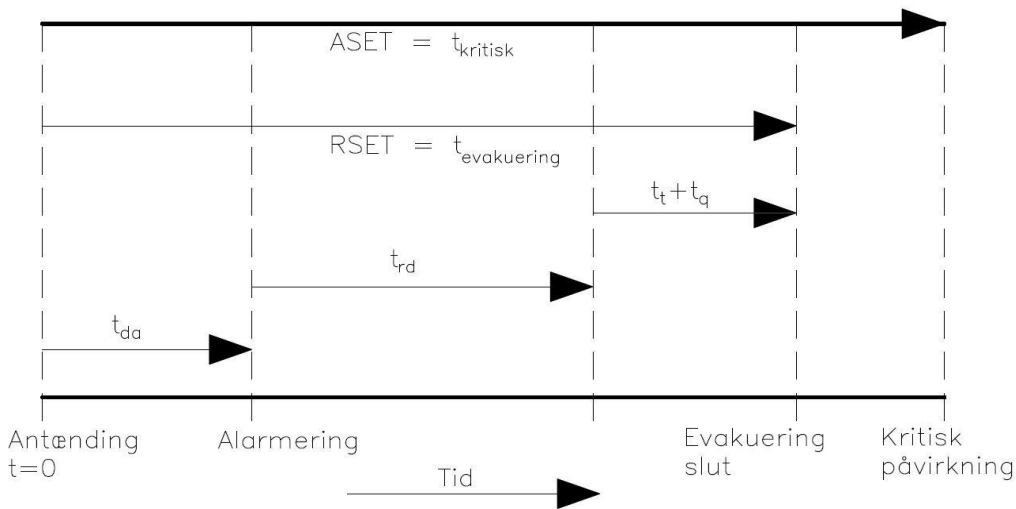 ASET = t_kritisk
RSET = t_evakuering
t_t+t_q
t_rd
t_da
Antænding
t=0
Alarmering
Evakuering
slut
Kritisk
påvirkning
Tid